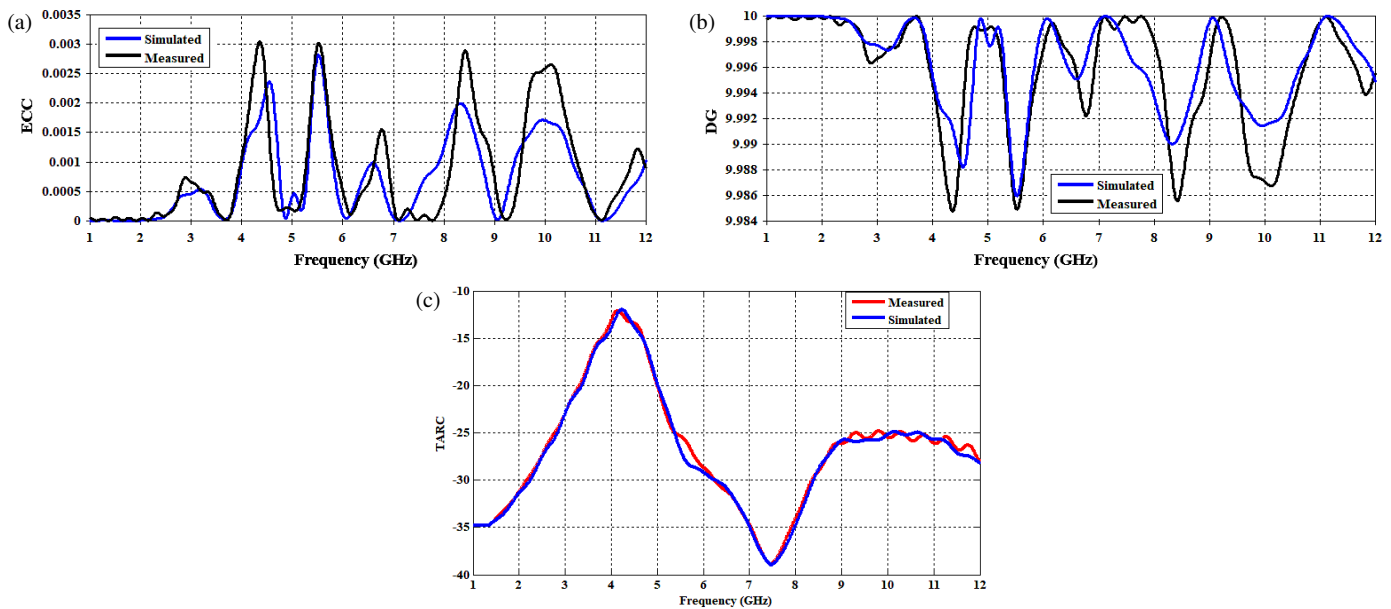 (a)
0.0035
0.003
0.0025
0.002
0.0015
0.001
0.0005
0
ECC
Simulated
Measured
1 2 3 4 5 6 7 8 9 10 11 12
Frequency (GHz)
(b)
10
9.998
9.996
9.994
9.992
9.99
9.988
9.986
9.984
DG
Simulated
Measured
1 2 3 4 5 6 7 8 9 10 11 12
Frequency (GHz)
(c)
-10
-15
-20
-25
-30
-35
-40
TARC
Measured
Simulated
1 2 3 4 5 6 7 8 9 10 11 12
Frequency (GHz)